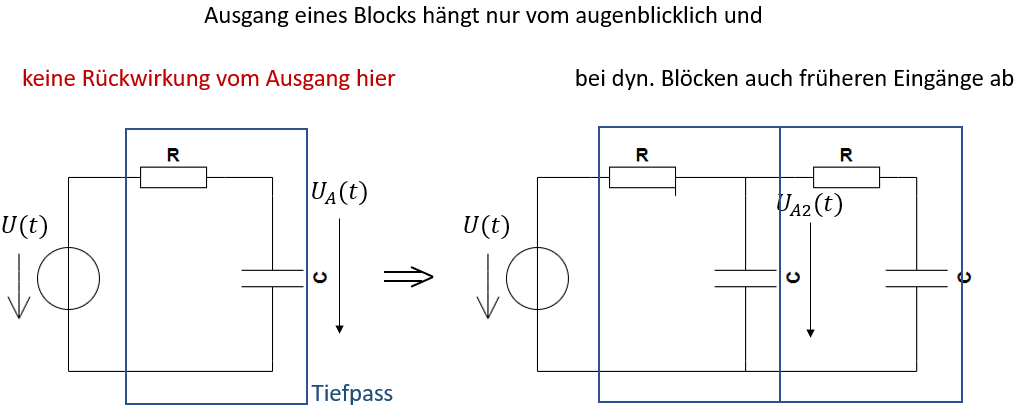 Ausgang eines Blocks hängt nur vom augenblicklich und
keine Rückwirkung vom Ausgang hier
bei dyn. Blöcken auch früheren Eingänge ab
R
R
R
U_A(t)
U(t)
U_{A2}(t)
U(t)
C
C
C
Tiefpass